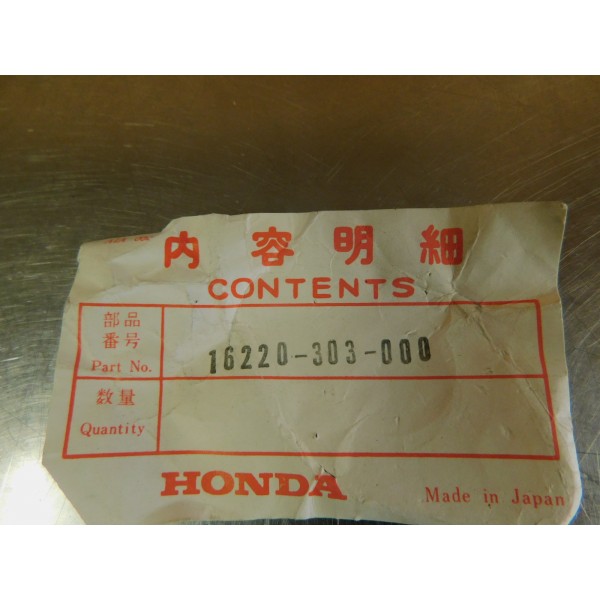 内容明細
CONTENTS
部品
番号
Part No.
16220-303-000
数量
Quantity
HONDA
Made in Japan